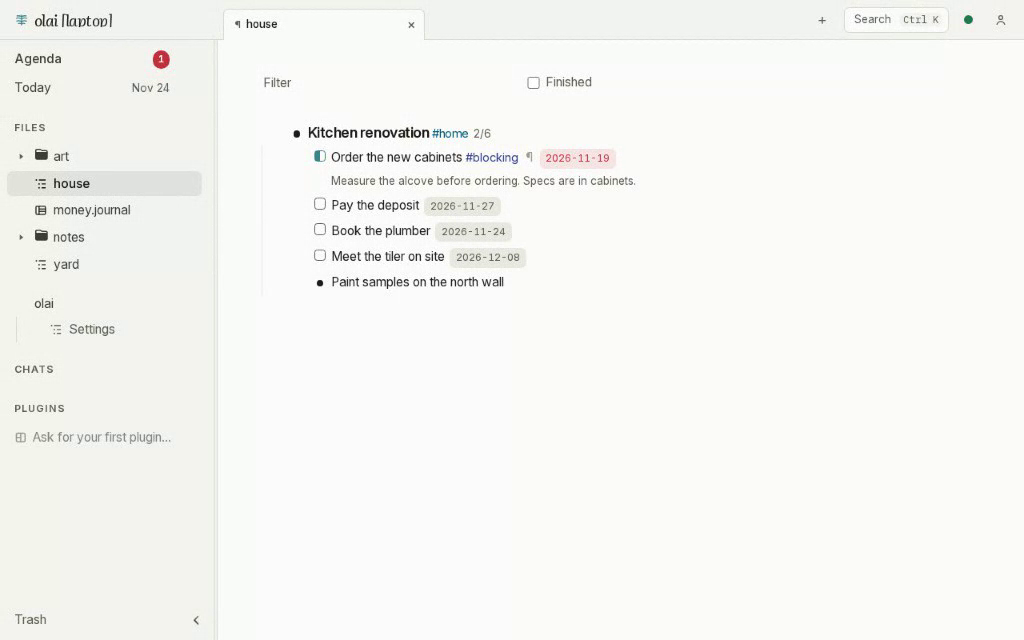 olai [laptop]
¶ house ×
+
Search Ctrl K
Agenda 1
Today Nov 24
FILES
art
house
money.journal
notes
yard
olai
Settings
CHATS
PLUGINS
Ask for your first plugin...
Trash
Filter
Finished
Kitchen renovation #home 2/6
Order the new cabinets #blocking ¶ 2026-11-19
Measure the alcove before ordering. Specs are in cabinets.
Pay the deposit 2026-11-27
Book the plumber 2026-11-24
Meet the tiler on site 2026-12-08
Paint samples on the north wall